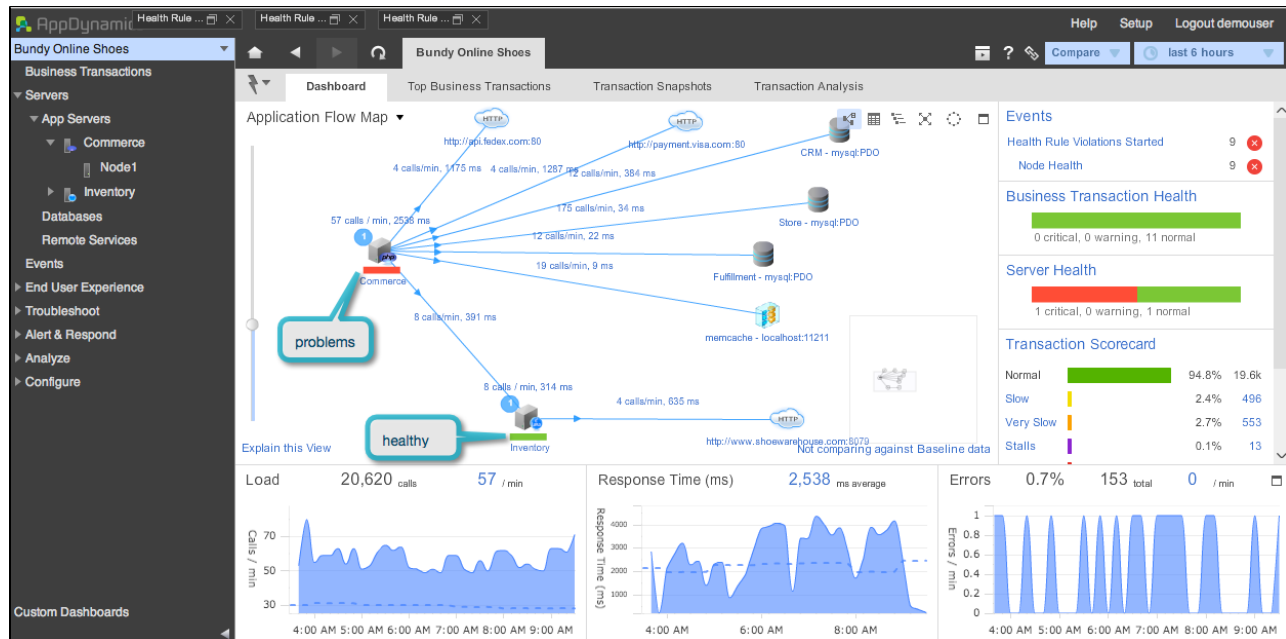 AppDynamic
Health Rule ...
Health Rule ...
Health Rule ...
Help
Setup
Logout demouser
Bundy Online Shoes
Bundy Online Shoes
Compare
last 6 hours
Business Transactions
Servers
App Servers
Commerce
Node1
Inventory
Databases
Remote Services
Events
End User Experience
Troubleshoot
Alert & Respond
Analyze
Configure
Custom Dashboards
Dashboard
Top Business Transactions
Transaction Snapshots
Transaction Analysis
Application Flow Map
HTTP
http://api.fedex.com:80
HTTP
http://payment.visa.com:80
CRM - mysql:PDO
4 calls/min, 1175 ms
4 calls/min, 1287 ms
12 calls/min, 384 ms
175 calls/min, 34 ms
Store - mysql:PDO
57 calls / min, 2538 ms
12 calls/min, 22 ms
1
php
19 calls/min, 9 ms
Fulfillment - mysql:PDO
Commerce
problems
8 calls/min, 391 ms
memcache - localhost:11211
8 calls / min, 314 ms
1
4 calls/min, 635 ms
HTTP
healthy
Inventory
http://www.shoewarehouse.com:8079
Explain this View
Not comparing against Baseline data
Events
Health Rule Violations Started 9
Node Health 9
Business Transaction Health
0 critical, 0 warning, 11 normal
Server Health
1 critical, 0 warning, 1 normal
Transaction Scorecard
Normal 94.8% 19.6k
Slow 2.4% 496
Very Slow 2.7% 553
Stalls 0.1% 13
Load 20,620 calls 57 / min
Calls / min
70
50
30
4:00 AM 5:00 AM 6:00 AM 7:00 AM 8:00 AM 9:00 AM
Response Time (ms) 2,538 ms average
Response Time (ms)
4000
3000
2000
1000
4:00 AM 6:00 AM 8:00 AM
Errors 0.7% 153 total 0 / min
Errors / min
1
0.8
0.6
0.4
0.2
0
4:00 AM 5:00 AM 6:00 AM 7:00 AM 8:00 AM 9:00 AM